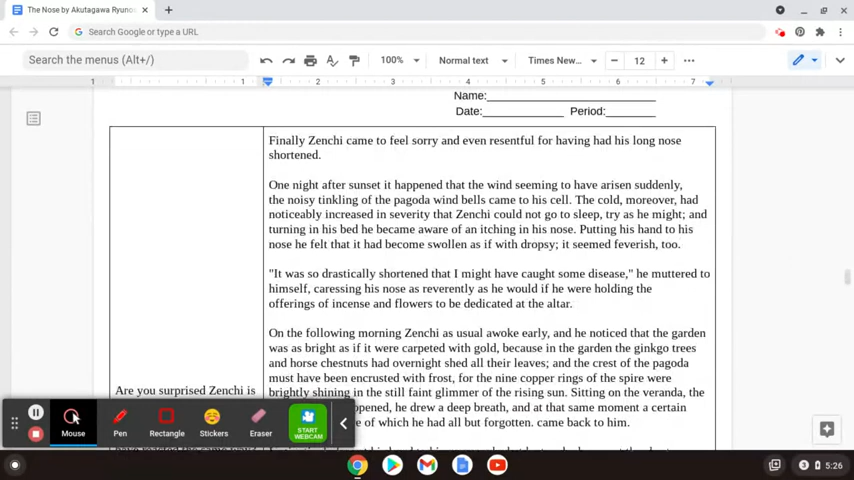 The Nose by Akutagawa Ryuno
Search Google or type a URL
Search the menus (Alt+/)
100%
Normal text
Times New...
12
1 1 2 3 4 5 6 7
Name:
Date: Period:
Finally Zenchi came to feel sorry and even resentful for having had his long nose
shortened.
One night after sunset it happened that the wind seeming to have arisen suddenly,
the noisy tinkling of the pagoda wind bells came to his cell. The cold, moreover, had
noticeably increased in severity that Zenchi could not go to sleep, try as he might; and
turning in his bed he became aware of an itching in his nose. Putting his hand to his
nose he felt that it had become swollen as if with dropsy; it seemed feverish, too.
"It was so drastically shortened that I might have caught some disease," he muttered to
himself, caressing his nose as reverently as he would if he were holding the
offerings of incense and flowers to be dedicated at the altar.
On the following morning Zenchi as usual awoke early, and he noticed that the garden
was as bright as if it were carpeted with gold, because in the garden the ginkgo trees
and horse chestnuts had overnight shed all their leaves; and the crest of the pagoda
must have been encrusted with frost, for the nine copper rings of the spire were
Are you surprised Zenchi is
brightly shining in the still faint glimmer of the rising sun. Sitting on the veranda, the
he drew a deep breath, and at that same moment a certain
of which he had all but forgotten. came back to him.
Mouse
Pen
Rectangle
Stickers
Eraser
START
WEBCAM
3 5:26